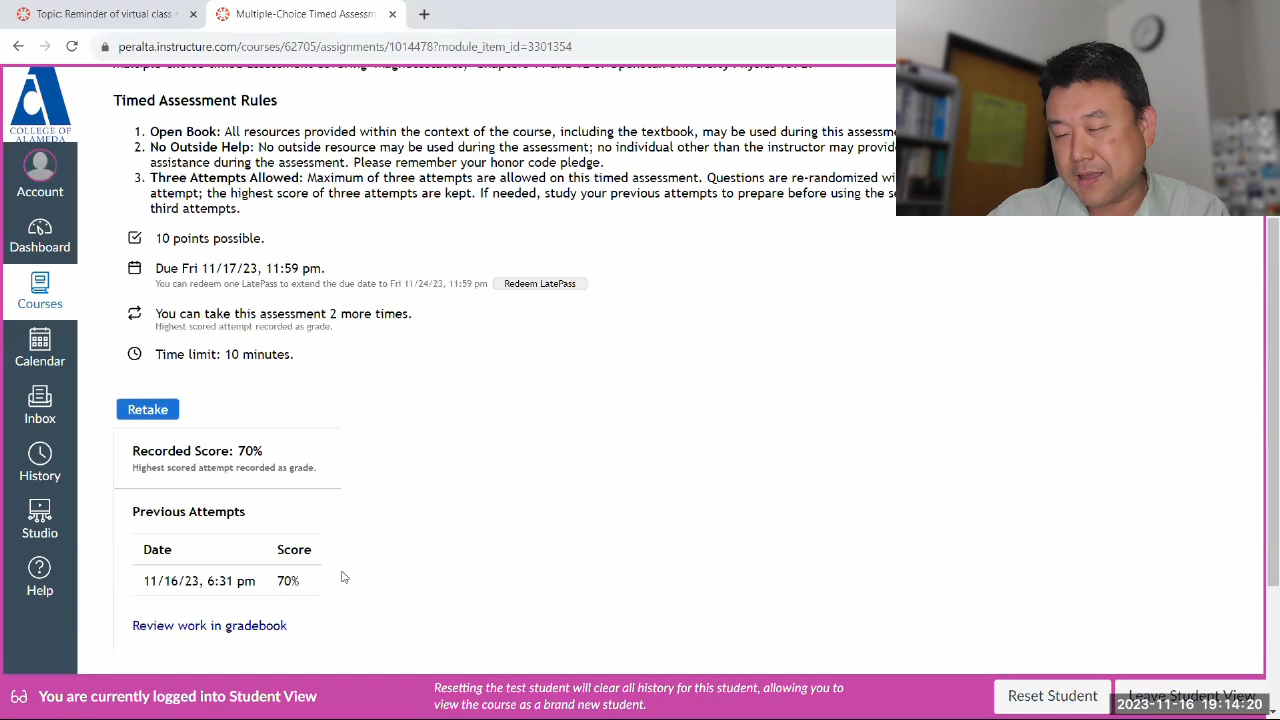 Topic: Reminder of virtual class s
Multiple-Choice Timed Assessm
peralta.instructure.com/courses/62705/assignments/1014478?module_item_id=3301354
COLLEGE OF
ALAMEDA
Account
Dashboard
Courses
Calendar
Inbox
History
Studio
Help
Timed Assessment Rules
1. Open Book: All resources provided within the context of the course, including the textbook, may be used during this assessm
2. No Outside Help: No outside resource may be used during the assessment; no individual other than the instructor may provid
assistance during the assessment. Please remember your honor code pledge.
3. Three Attempts Allowed: Maximum of three attempts are allowed on this timed assessment. Questions are re-randomized wi
attempt; the highest score of three attempts are kept. If needed, study your previous attempts to prepare before using the se
third attempts.
10 points possible.
Due Fri 11/17/23, 11:59 pm.
You can redeem one LatePass to extend the due date to Fri 11/24/23, 11:59 pm Redeem LatePass
You can take this assessment 2 more times.
Highest scored attempt recorded as grade.
Time limit: 10 minutes.
Retake
Recorded Score: 70%
Highest scored attempt recorded as grade.
Previous Attempts
Date Score
11/16/23, 6:31 pm 70%
Review work in gradebook
You are currently logged into Student View
Resetting the test student will clear all history for this student, allowing you to
view the course as a brand new student.
Reset Student
Leave Student View
2023-11-16 19:14:20